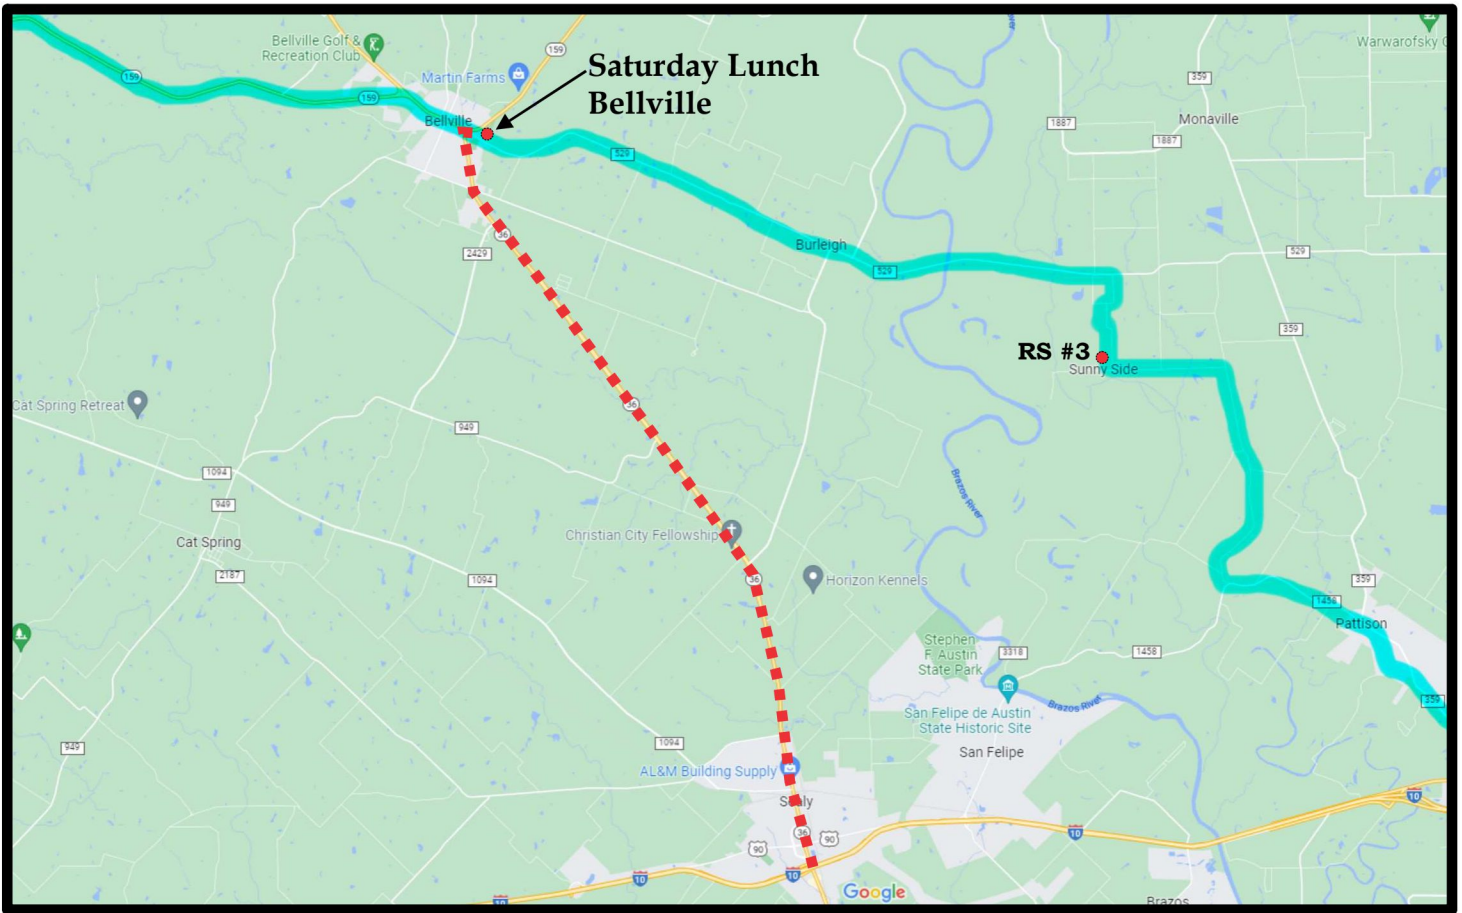 Bellville Golf &
Recreation Club
159
Warwarofsky
Saturday Lunch
Bellville
Martin Farms
159
359
159
Bellville
1887
Monaville
1887
529
36
2429
Burleigh
529
529
359
RS #3
Sunny Side
Cat Spring Retreat
36
949
1094
949
Brazos River
Christian City Fellowship
Cat Spring
2187
1094
36
Horizon Kennels
359
1458
Pattison
Stephen
F. Austin
State Park
3318
1458
San Felipe de Austin
State Historic Site
Brazos River
359
949
1094
San Felipe
AL&M Building Supply
Sealy
10
36
90
90
10
10
10
10
Google
Brazos